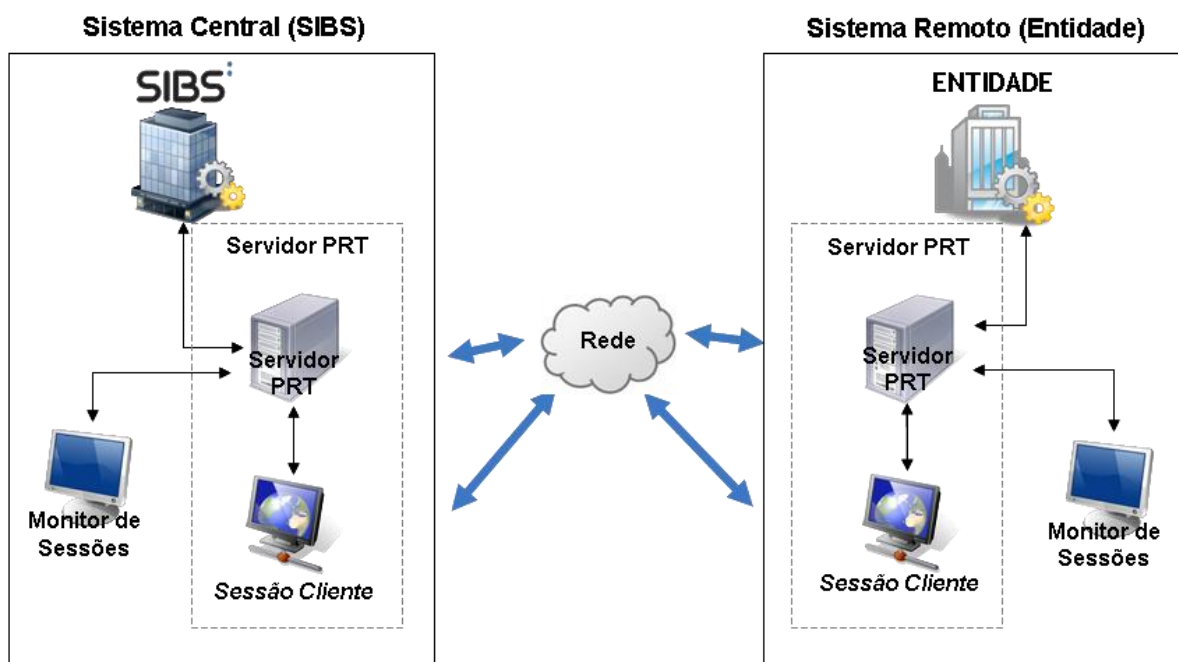 Sistema Central (SIBS)
SIBS
Servidor PRT
Servidor
PRT
Monitor de
Sessões
Sessão Cliente
Rede
Sistema Remoto (Entidade)
ENTIDADE
Servidor PRT
Servidor
PRT
Sessão Cliente
Monitor de
Sessões